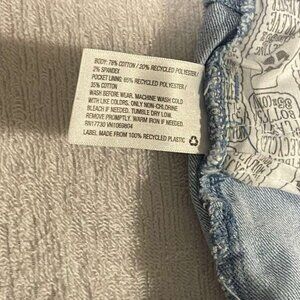 BODY: 78% COTTON / 20% RECYCLED POLYESTER /
2% SPANDEX
POCKET LINING: 65% RECYCLED POLYESTER /
35% COTTON
WASH BEFORE WEAR. MACHINE WASH COLD
WITH LIKE COLORS. ONLY NON-CHLORINE
BLEACH IF NEEDED. TUMBLE DRY LOW.
REMOVE PROMPTLY. WARM IRON IF NEEDED.
RN17730 VN1069804
LABEL MADE FROM 100% RECYCLED PLASTIC